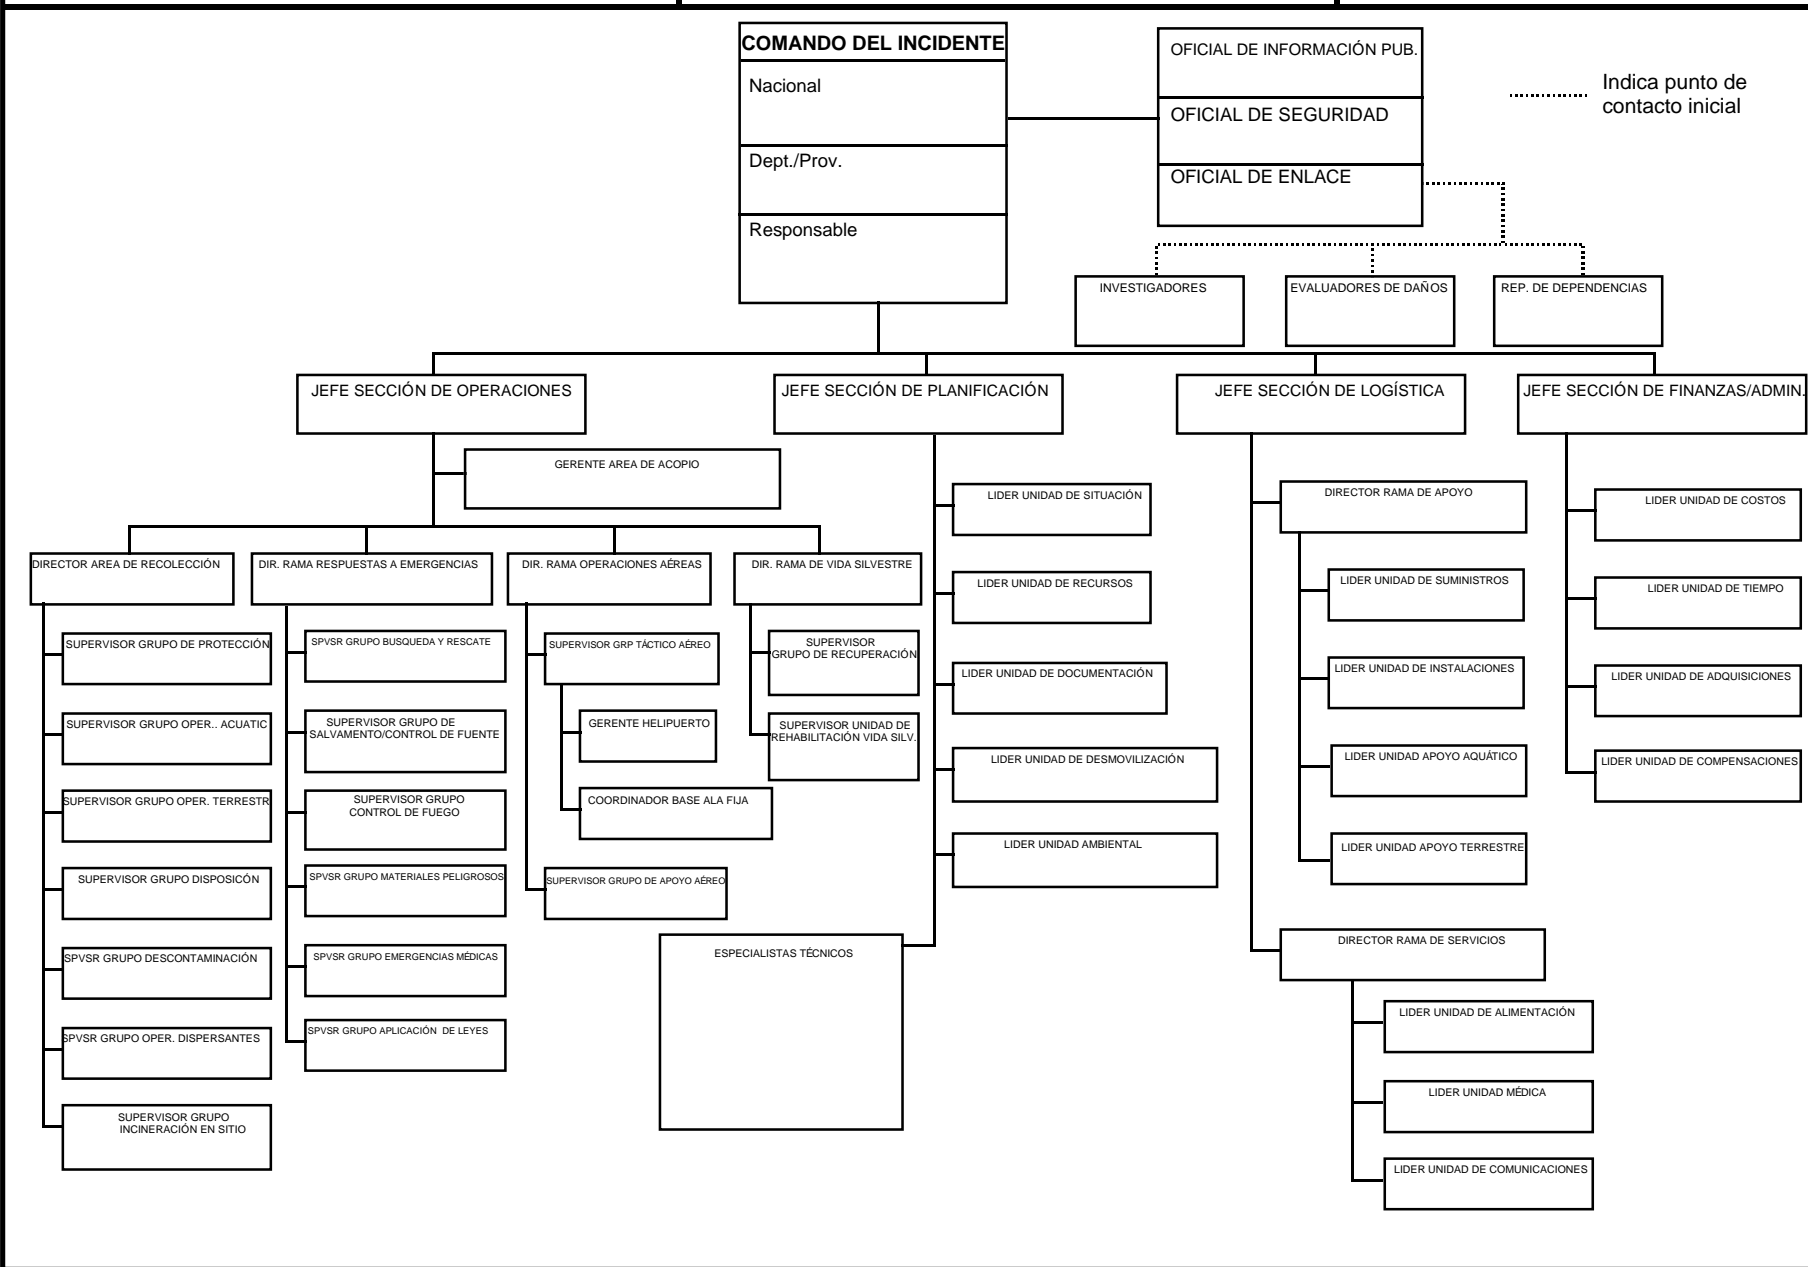 COMANDO DEL INCIDENTE
Nacional
Dept./Prov.
Responsable
OFICIAL DE INFORMACIÓN PUB.
OFICIAL DE SEGURIDAD
OFICIAL DE ENLACE
Indica punto de
contacto inicial
INVESTIGADORES
EVALUADORES DE DAÑOS
REP. DE DEPENDENCIAS
JEFE SECCIÓN DE OPERACIONES
JEFE SECCIÓN DE PLANIFICACIÓN
JEFE SECCIÓN DE LOGÍSTICA
JEFE SECCIÓN DE FINANZAS/ADMIN.
GERENTE AREA DE ACOPIO
DIRECTOR AREA DE RECOLECCIÓN
DIR. RAMA RESPUESTAS A EMERGENCIAS
DIR. RAMA OPERACIONES AÉREAS
DIR. RAMA DE VIDA SILVESTRE
SUPERVISOR GRUPO DE PROTECCIÓN
SUPERVISOR GRUPO OPER.. ACUATIC
SUPERVISOR GRUPO OPER. TERRESTR
SUPERVISOR GRUPO DISPOSICÓN
SPVSR GRUPO DESCONTAMINACIÓN
SPVSR GRUPO OPER. DISPERSANTES
SUPERVISOR GRUPO
INCINERACIÓN EN SITIO
SPVSR GRUPO BUSQUEDA Y RESCATE
SUPERVISOR GRUPO DE
SALVAMENTO/CONTROL DE FUENTE
SUPERVISOR GRUPO
CONTROL DE FUEGO
SPVSR GRUPO MATERIALES PELIGROSOS
SPVSR GRUPO EMERGENCIAS MÉDICAS
SPVSR GRUPO APLICACIÓN DE LEYES
SUPERVISOR GRP TÁCTICO AÉREO
GERENTE HELIPUERTO
COORDINADOR BASE ALA FIJA
SUPERVISOR GRUPO DE APOYO AÉREO
SUPERVISOR
GRUPO DE RECUPERACIÓN
SUPERVISOR UNIDAD DE
REHABILITACIÓN VIDA SILV.
LIDER UNIDAD DE SITUACIÓN
LIDER UNIDAD DE RECURSOS
LIDER UNIDAD DE DOCUMENTACIÓN
LIDER UNIDAD DE DESMOVILIZACIÓN
LIDER UNIDAD AMBIENTAL
ESPECIALISTAS TÉCNICOS
DIRECTOR RAMA DE APOYO
LIDER UNIDAD DE SUMINISTROS
LIDER UNIDAD DE INSTALACIONES
LIDER UNIDAD APOYO AQUÁTICO
LIDER UNIDAD APOYO TERRESTRE
DIRECTOR RAMA DE SERVICIOS
LIDER UNIDAD DE ALIMENTACIÓN
LIDER UNIDAD MÉDICA
LIDER UNIDAD DE COMUNICACIONES
LIDER UNIDAD DE COSTOS
LIDER UNIDAD DE TIEMPO
LIDER UNIDAD DE ADQUISICIONES
LIDER UNIDAD DE COMPENSACIONES